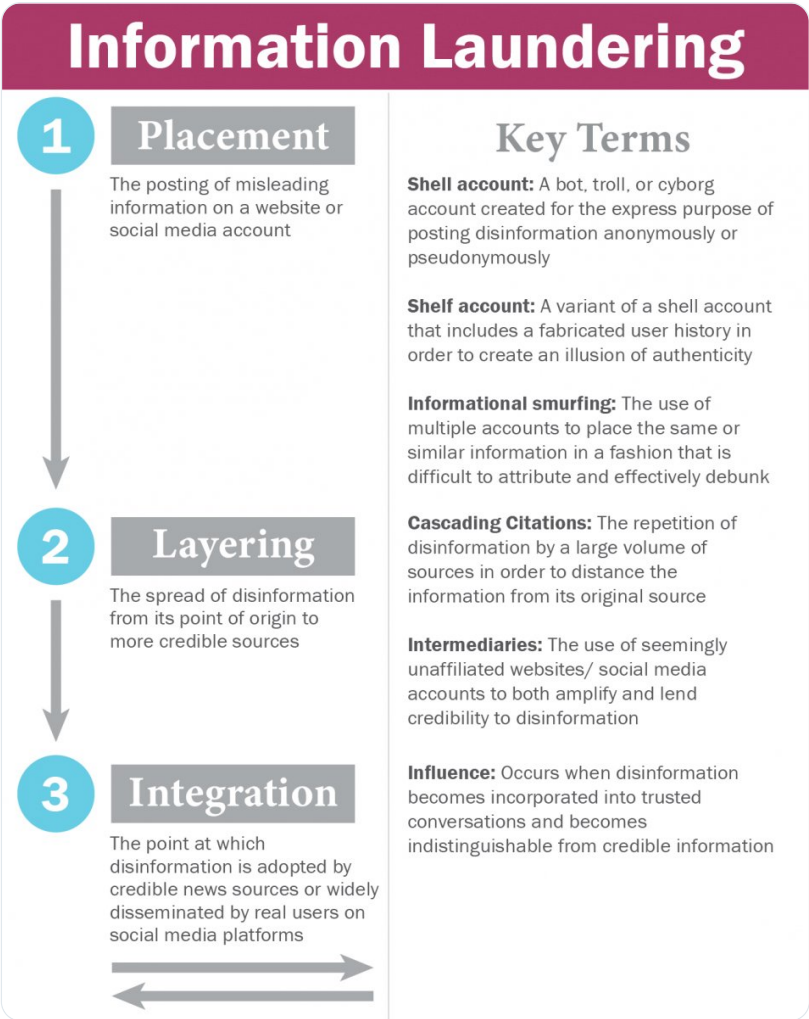 Information Laundering
1
Placement
The posting of misleading
information on a website or
social media account
2
Layering
The spread of disinformation
from its point of origin to
more credible sources
3
Integration
The point at which
disinformation is adopted by
credible news sources or widely
disseminated by real users on
social media platforms
Key Terms
Shell account: A bot, troll, or cyborg
account created for the express purpose of
posting disinformation anonymously or
pseudonymously
Shelf account: A variant of a shell account
that includes a fabricated user history in
order to create an illusion of authenticity
Informational smurfing: The use of
multiple accounts to place the same or
similar information in a fashion that is
difficult to attribute and effectively debunk
Cascading Citations: The repetition of
disinformation by a large volume of
sources in order to distance the
information from its original source
Intermediaries: The use of seemingly
unaffiliated websites/ social media
accounts to both amplify and lend
credibility to disinformation
Influence: Occurs when disinformation
becomes incorporated into trusted
conversations and becomes
indistinguishable from credible information